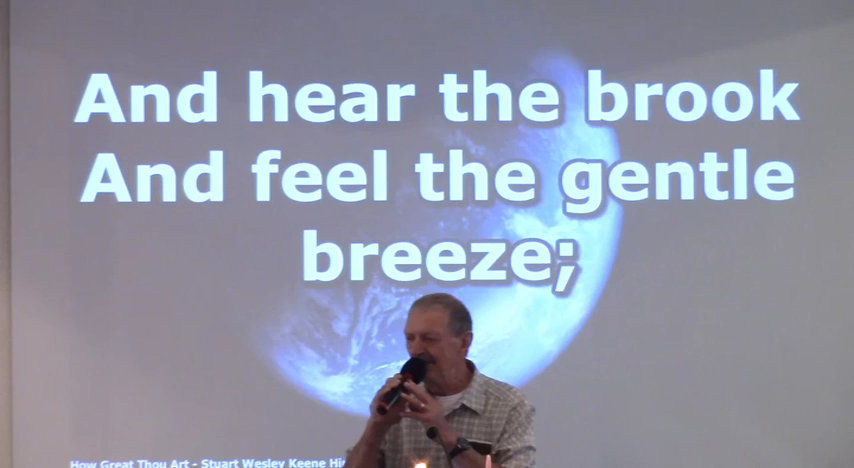 And hear the brook
And feel the gentle
breeze;
How Great Thou Art - Stuart Wesley Keene